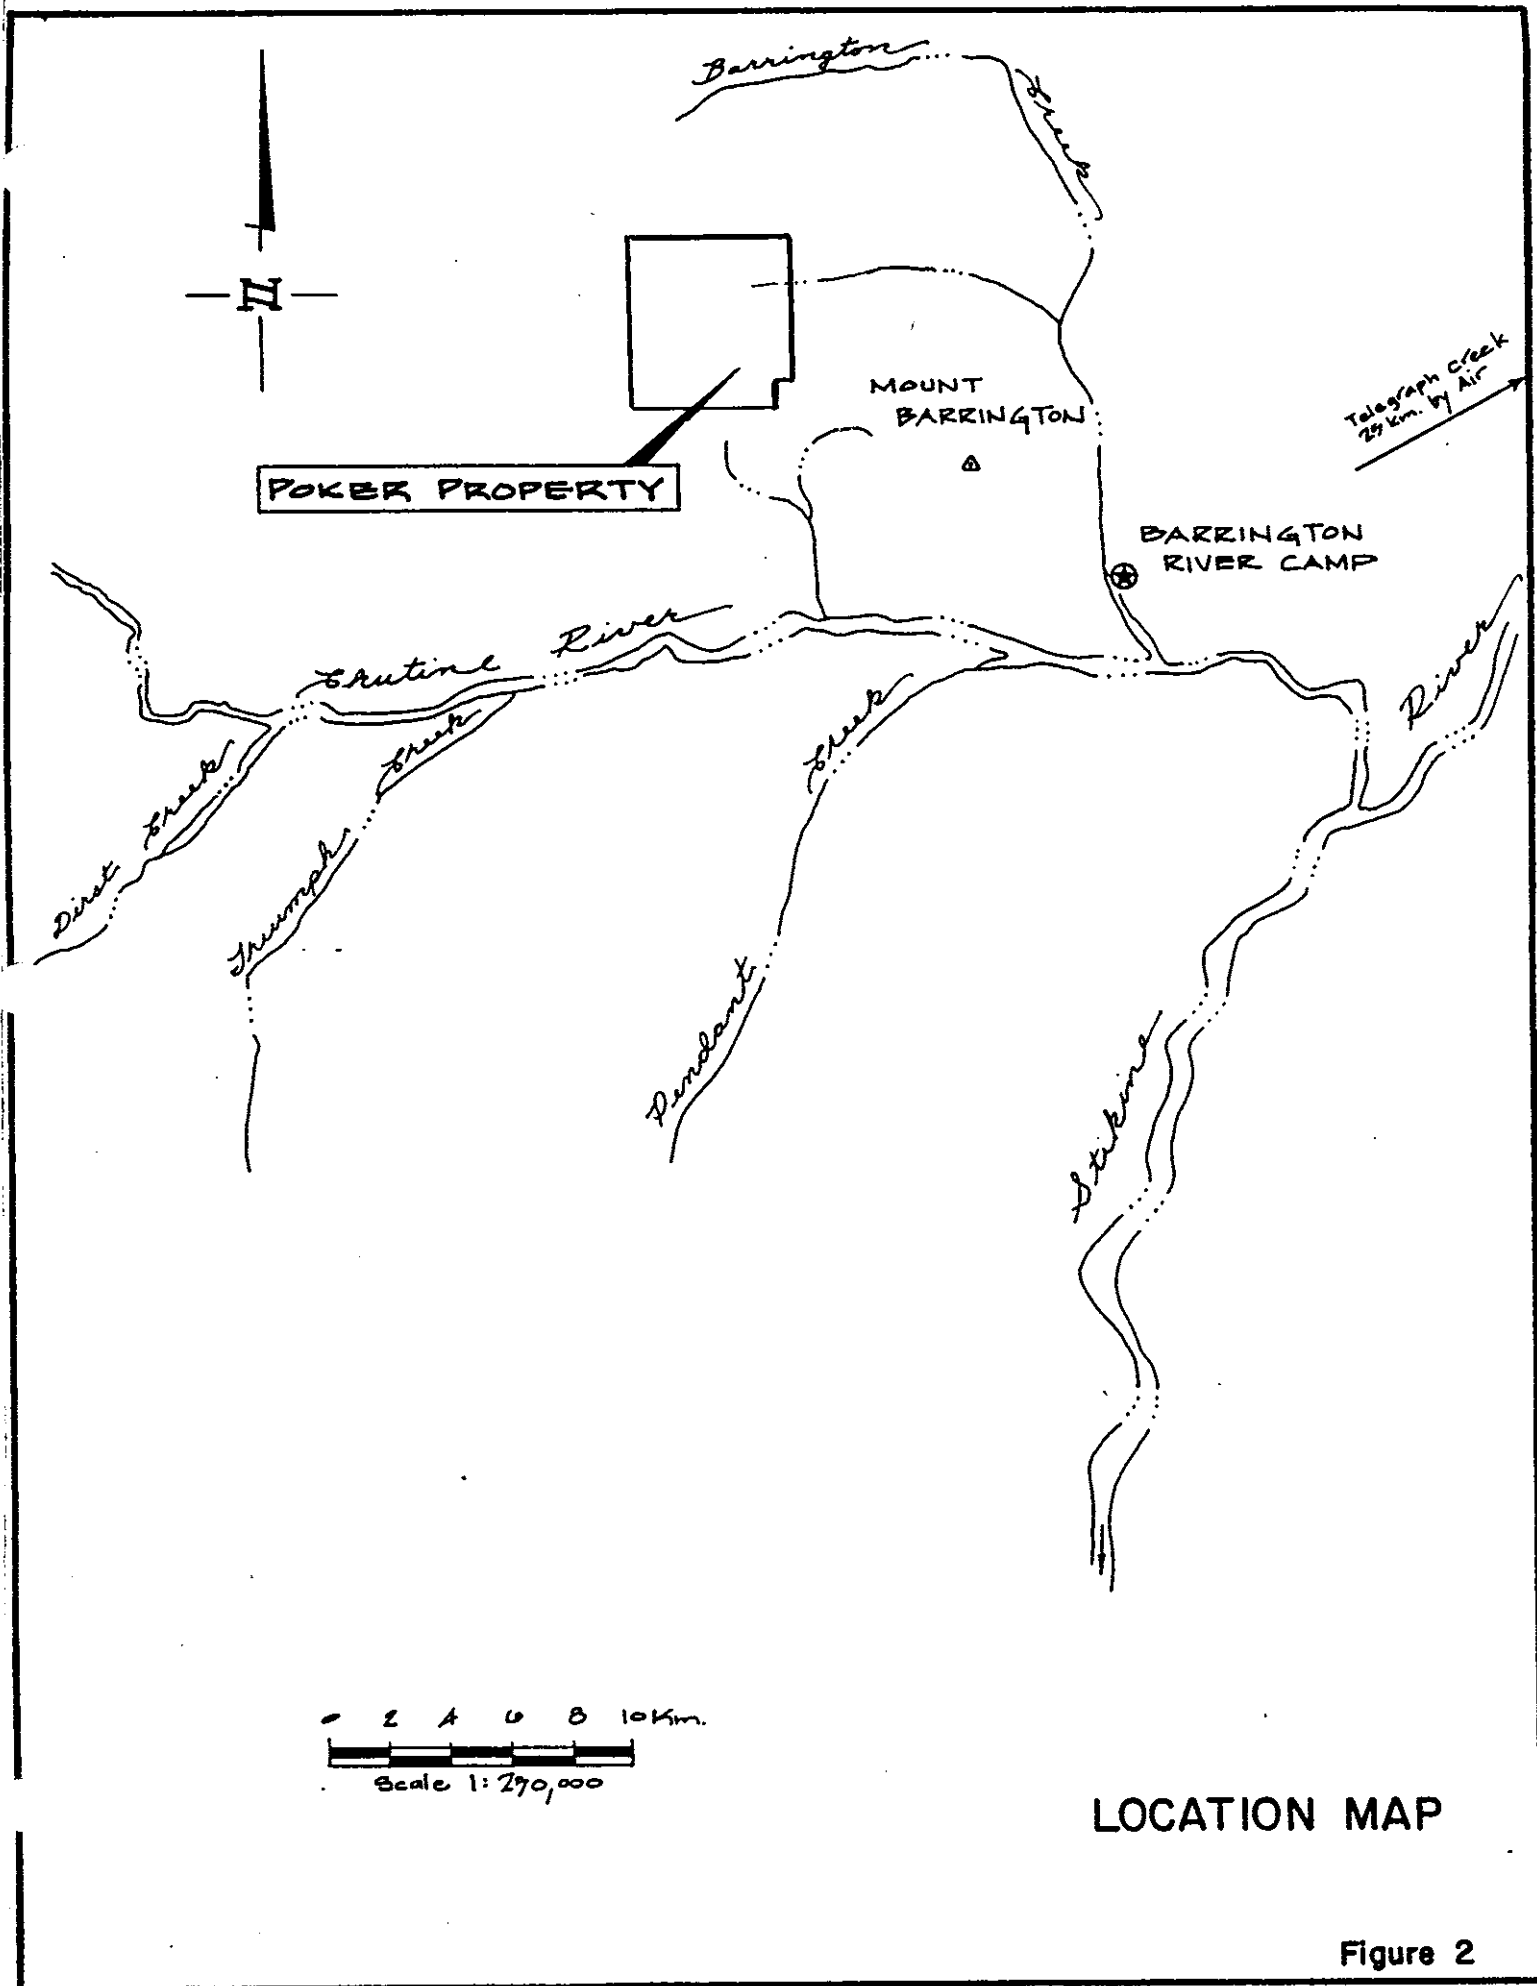 Barrington
Creek
N
MOUNT
BARRINGTON
Telegraph Creek
25 km. by Air
POKER PROPERTY
BARRINGTON
RIVER CAMP
Chutine River
River
Creek
Creek
Creek
Dirst
Triumph
Pendant
Stikine
0 2 4 6 8 10 Km.
Scale 1: 250,000
LOCATION MAP
Figure 2